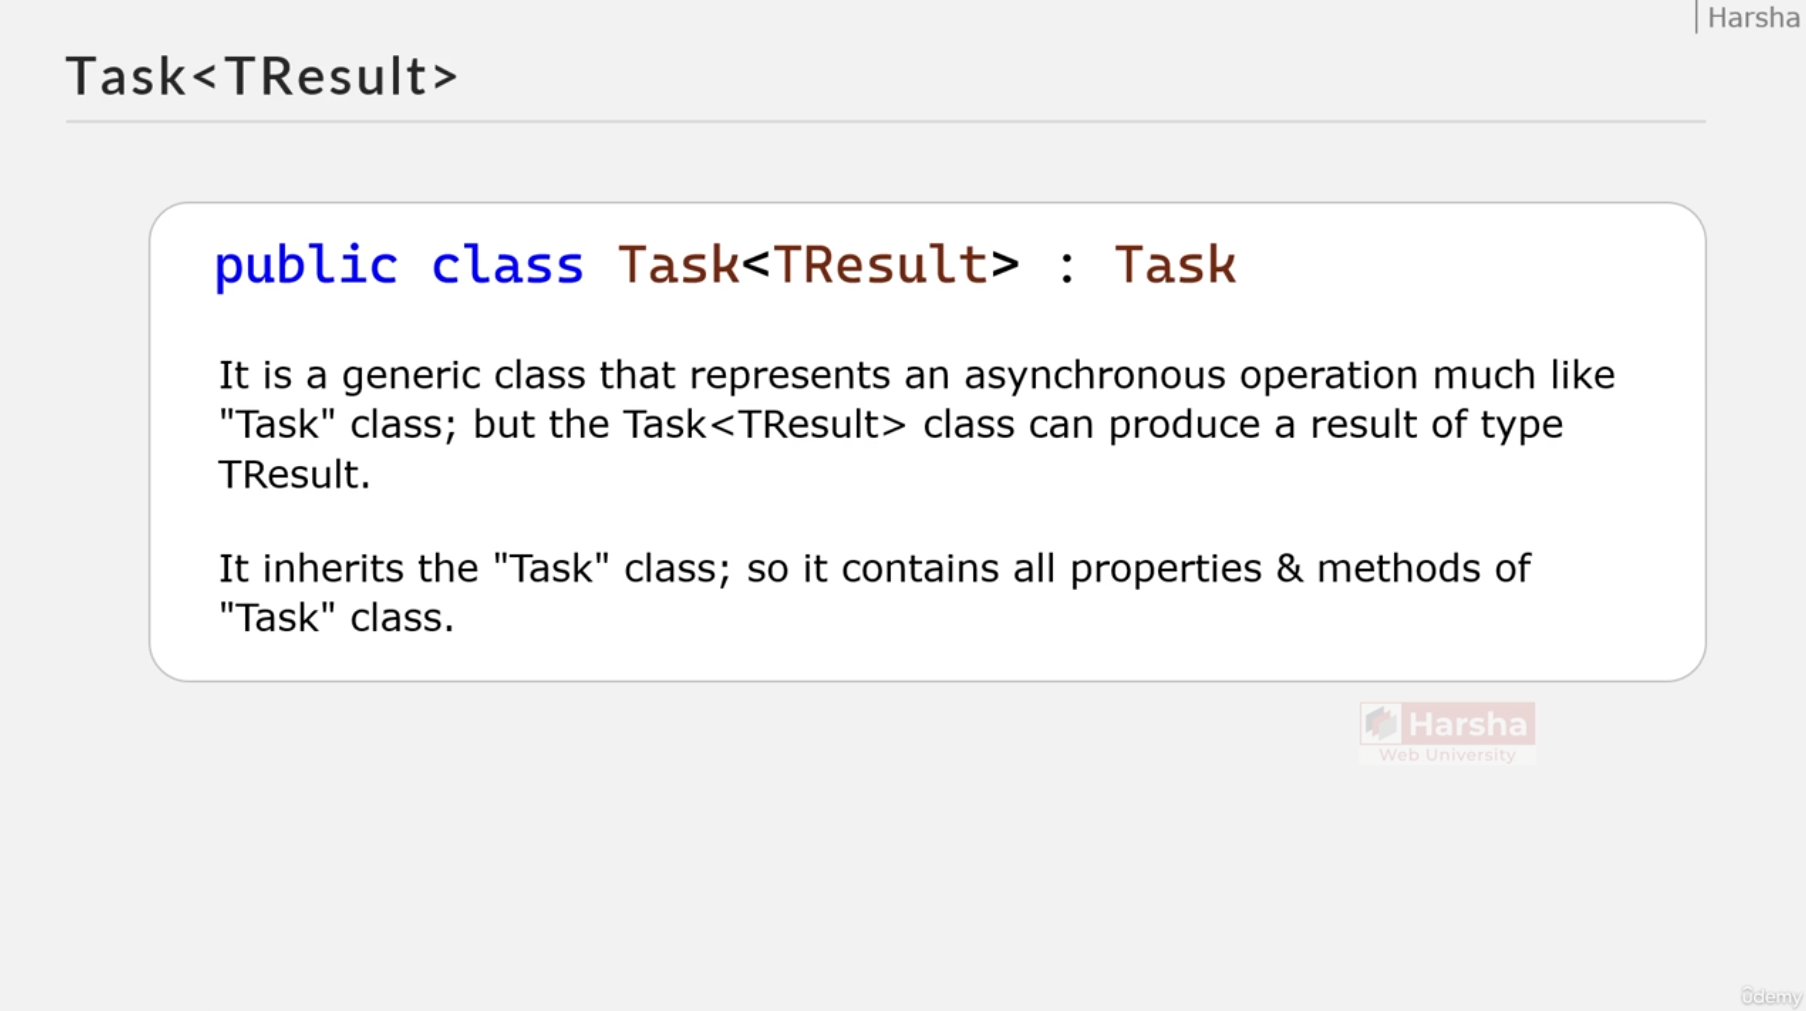 Harsha
Task<TResult>
public class Task<TResult> : Task
It is a generic class that represents an asynchronous operation much like
"Task" class; but the Task<TResult> class can produce a result of type
TResult.
It inherits the "Task" class; so it contains all properties & methods of
"Task" class.
Harsha
Web University
ûdemy